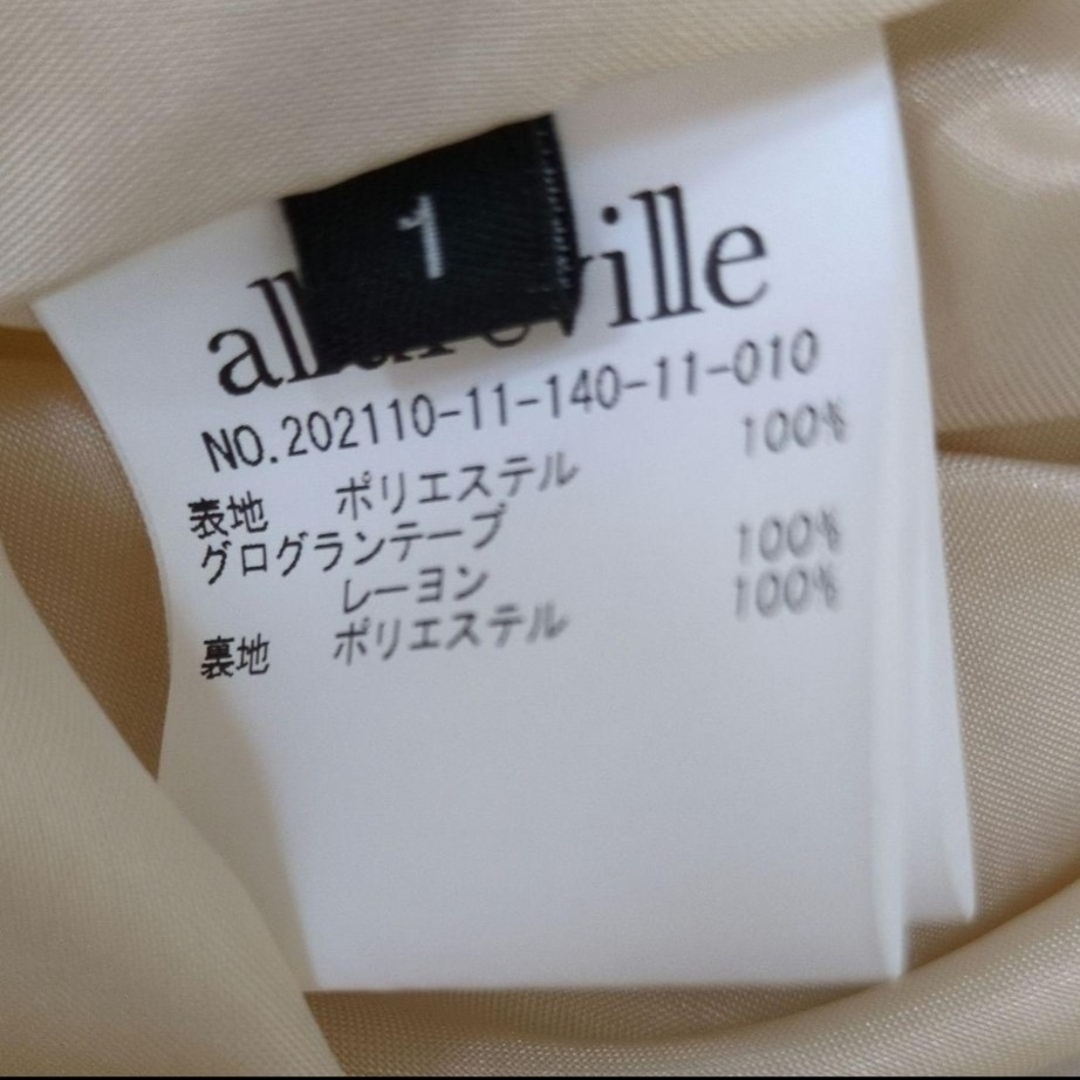 1
allureville
NO.202110-11-140-11-010
表地 ポリエステル 100%
グログランテープ
レーヨン 100%
裏地 ポリエステル 100%